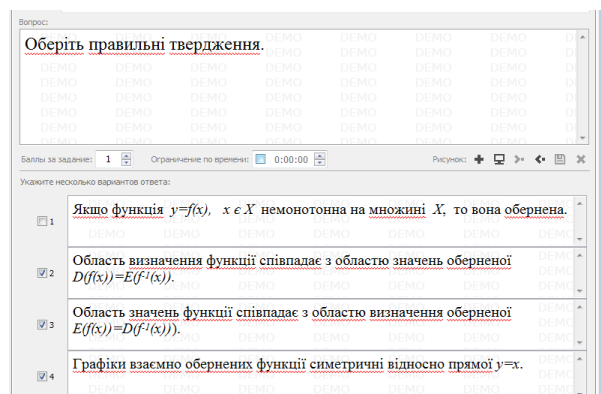 Вопрос:
Оберіть правильні твердження.
Баллы за задание: 1 Ограничение по времени: 0:00:00 Рисунок:
Укажите несколько вариантов ответа:
1 Якщо функція y=f(x), x є X немонотонна на множині X, то вона обернена.
2 Область визначення функції співпадає з областю значень оберненої
D(f(x))=E(f-1(x)).
3 Область значень функції співпадає з областю визначення оберненої
E(f(x))=D(f-1(x))).
4 Графіки взаємно обернених функції симетричні відносно прямої y=x.